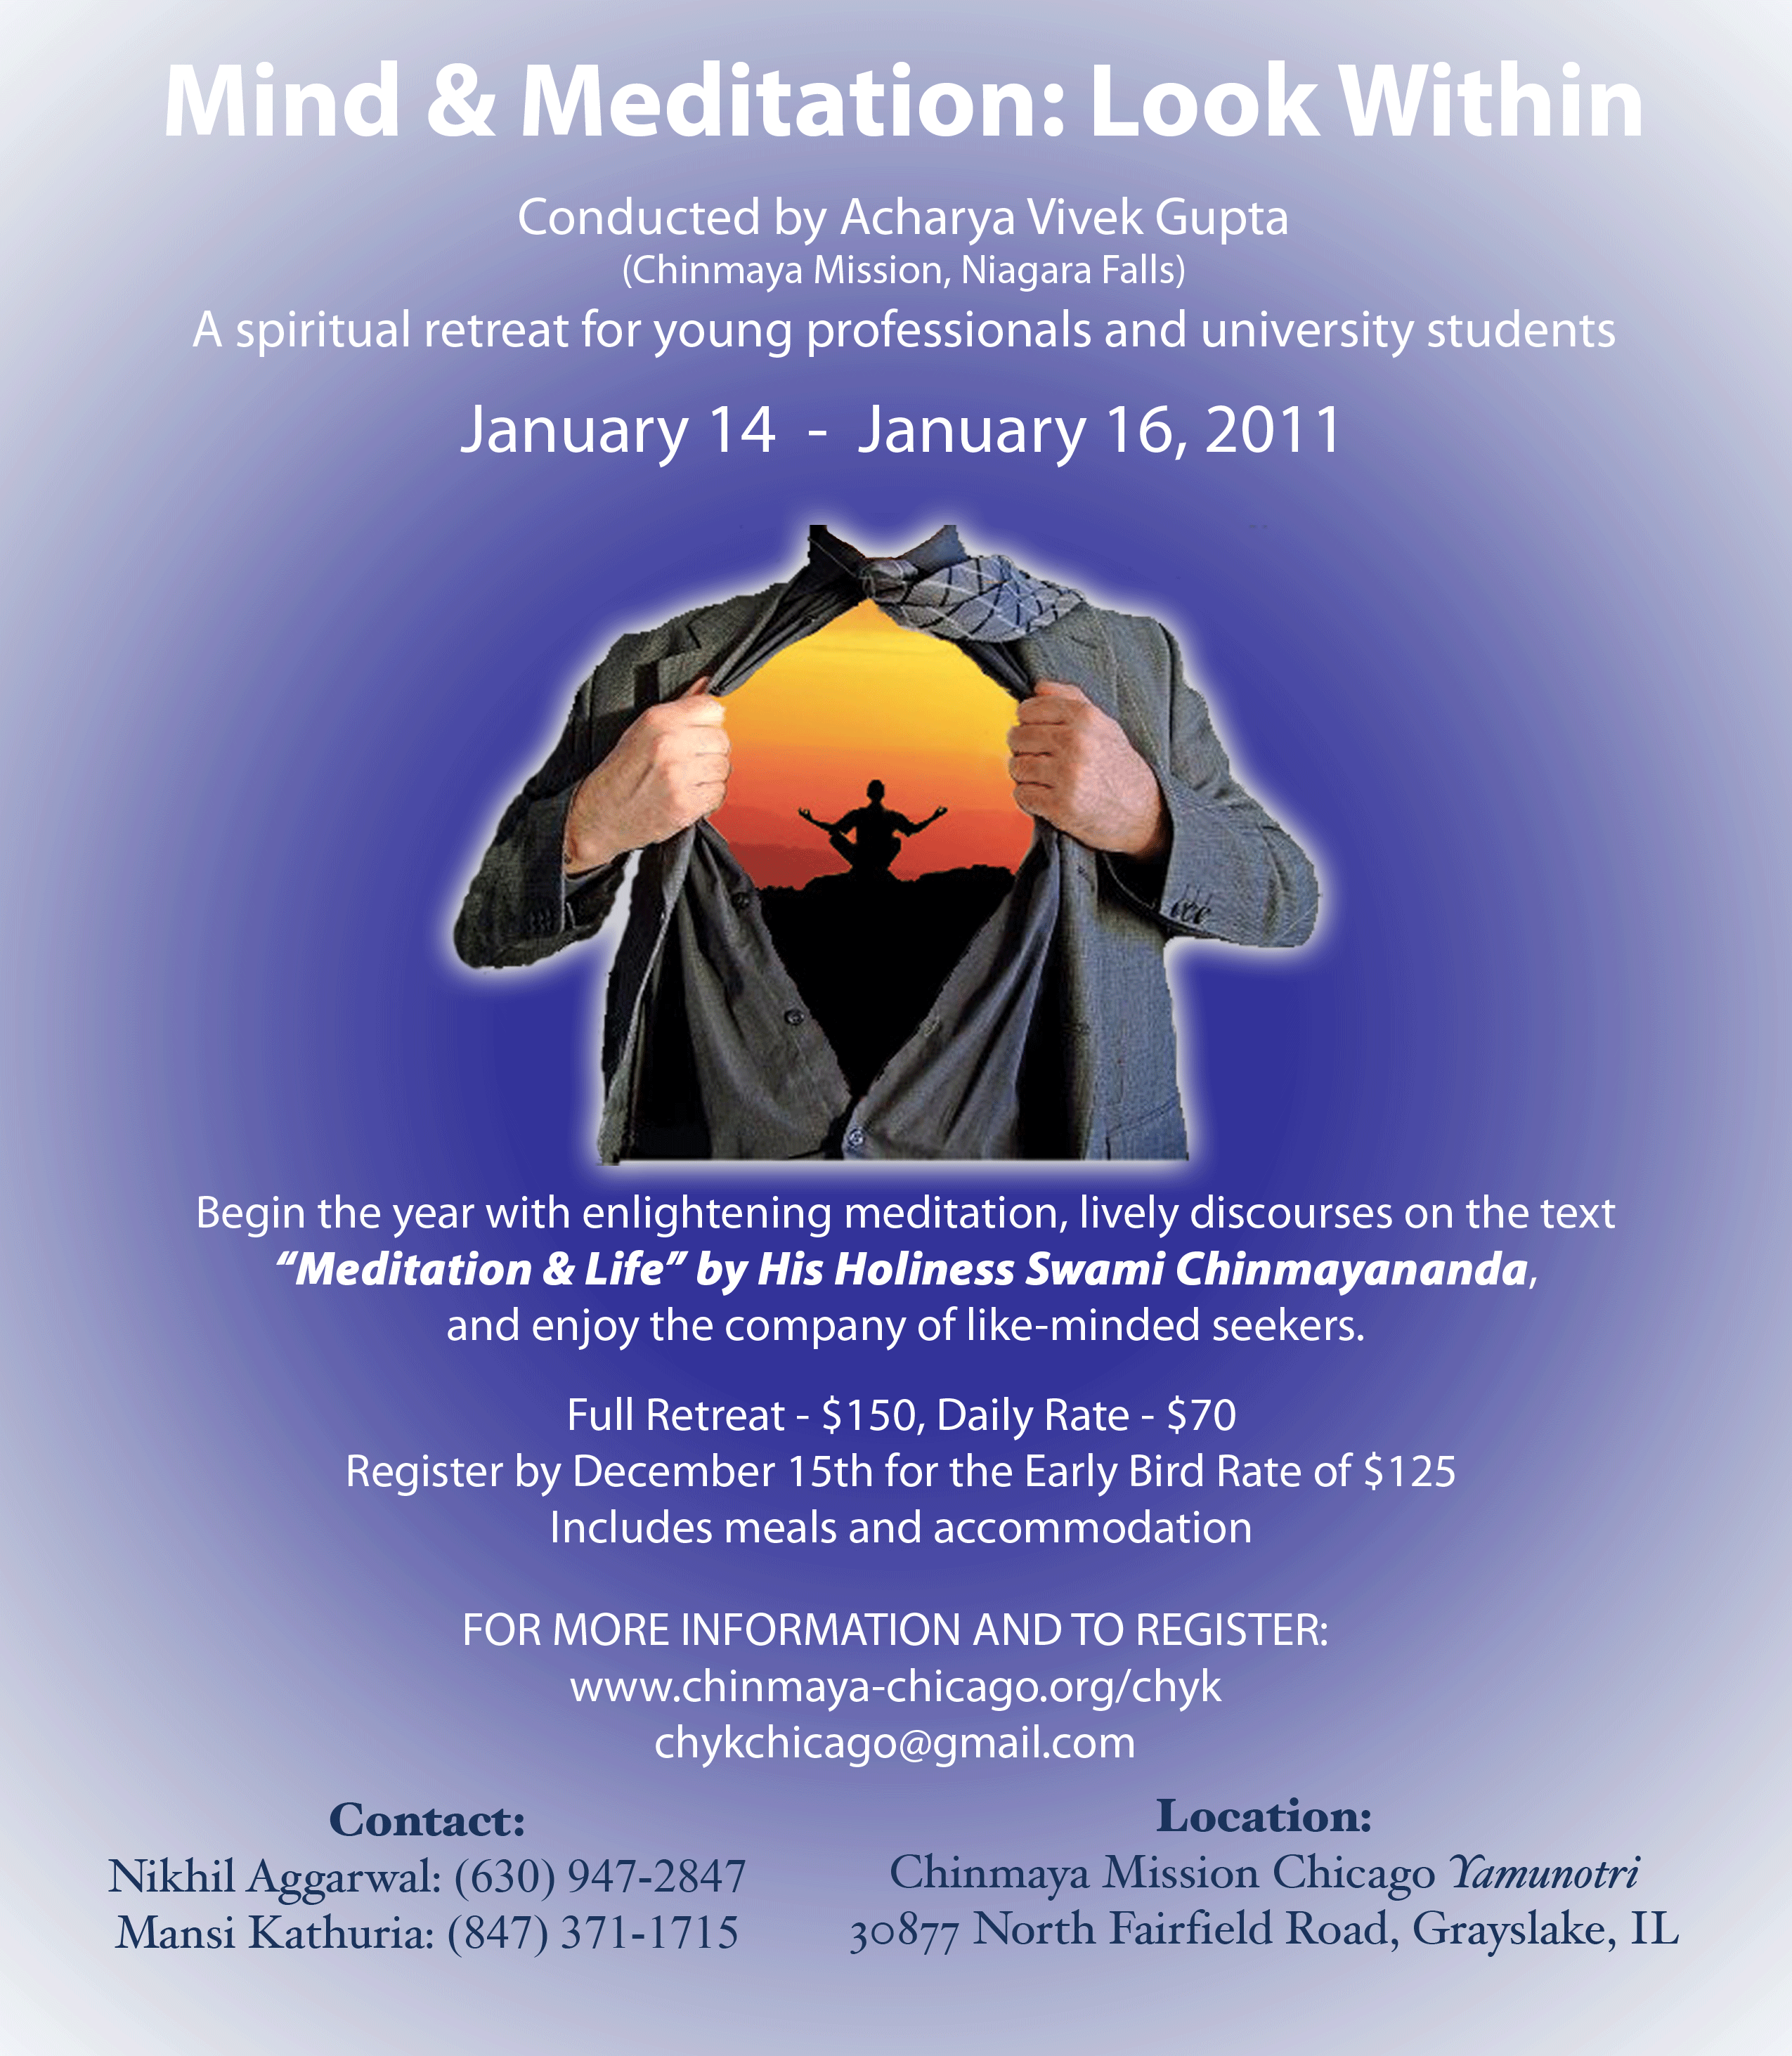 Mind & Meditation: Look Within
Conducted by Acharya Vivek Gupta
(Chinmaya Mission, Niagara Falls)
A spiritual retreat for young professionals and university students
January 14 - January 16, 2011
Begin the year with enlightening meditation, lively discourses on the text
“Meditation & Life” by His Holiness Swami Chinmayananda,
and enjoy the company of like-minded seekers.
Full Retreat - $150, Daily Rate - $70
Register by December 15th for the Early Bird Rate of $125
Includes meals and accommodation
FOR MORE INFORMATION AND TO REGISTER:
www.chinmaya-chicago.org/chyk
chykchicago@gmail.com
Contact:
Nikhil Aggarwal: (630) 947-2847
Mansi Kathuria: (847) 371-1715
Location:
Chinmaya Mission Chicago Yamunotri
30877 North Fairfield Road, Grayslake, IL